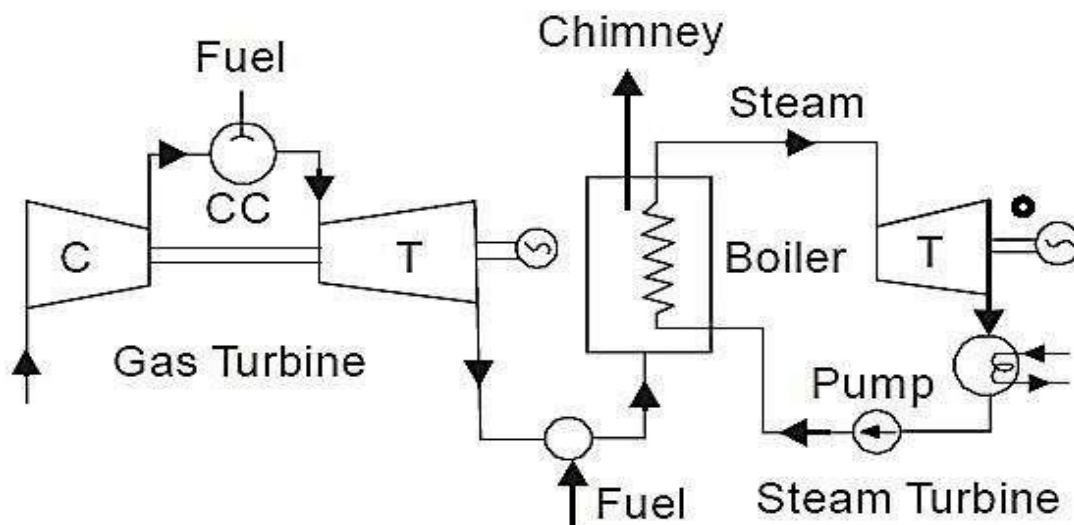 Chimney
Fuel
Steam
CC
C
T
Boiler
T
Gas Turbine
Pump
Fuel
Steam Turbine